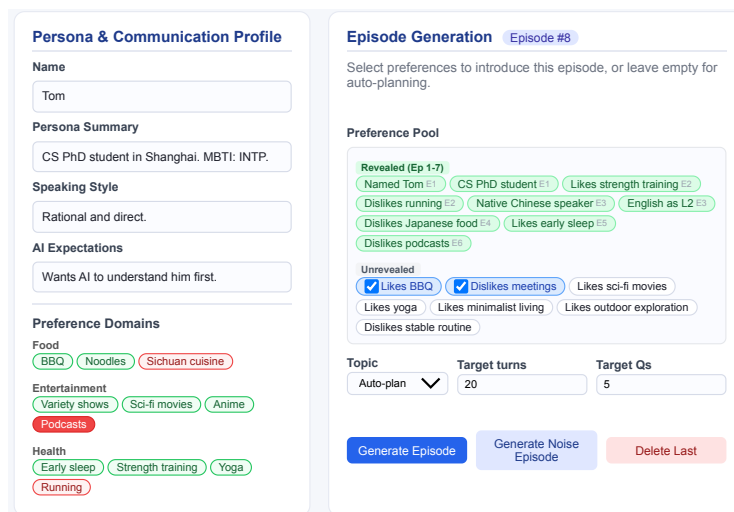 Persona & Communication Profile
Name
Tom
Persona Summary
CS PhD student in Shanghai. MBTI: INTP.
Speaking Style
Rational and direct.
AI Expectations
Wants AI to understand him first.
Preference Domains
Food
BBQ Noodles Sichuan cuisine
Entertainment
Variety shows Sci-fi movies Anime
Podcasts
Health
Early sleep Strength training Yoga
Running
Episode Generation Episode #8
Select preferences to introduce this episode, or leave empty for
auto-planning.
Preference Pool
Revealed (Ep 1-7)
Named Tom E1 CS PhD student E1 Likes strength training E2
Dislikes running E2 Native Chinese speaker E3 English as L2 E3
Dislikes Japanese food E4 Likes early sleep E5
Dislikes podcasts E6
Unrevealed
Likes BBQ Dislikes meetings Likes sci-fi movies
Likes yoga Likes minimalist living Likes outdoor exploration
Dislikes stable routine
Topic Target turns Target Qs
Auto-plan 20 5
Generate Episode Generate Noise Delete Last
Episode